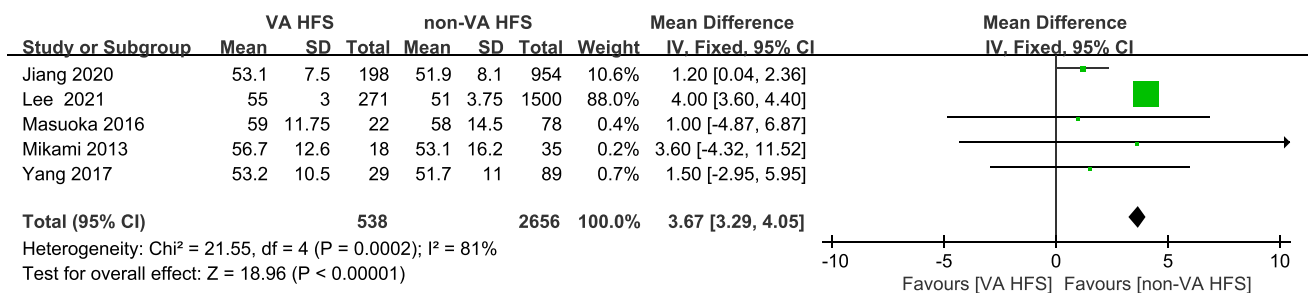 VA HFS non-VA HFS Mean Difference Mean Difference
Study or Subgroup Mean SD Total Mean SD Total Weight IV, Fixed, 95% CI IV, Fixed, 95% CI
Jiang 2020 53.1 7.5 198 51.9 8.1 954 10.6% 1.20 [0.04, 2.36]
Lee 2021 55 3 271 51 3.75 1500 88.0% 4.00 [3.60, 4.40]
Masuoka 2016 59 11.75 22 58 14.5 78 0.4% 1.00 [-4.87, 6.87]
Mikami 2013 56.7 12.6 18 53.1 16.2 35 0.2% 3.60 [-4.32, 11.52]
Yang 2017 53.2 10.5 29 51.7 11 89 0.7% 1.50 [-2.95, 5.95]
Total (95% CI) 538 2656 100.0% 3.67 [3.29, 4.05]
Heterogeneity: Chi² = 21.55, df = 4 (P = 0.0002); I² = 81%
Test for overall effect: Z = 18.96 (P < 0.00001)
-10 -5 0 5 10
Favours [VA HFS] Favours [non-VA HFS]